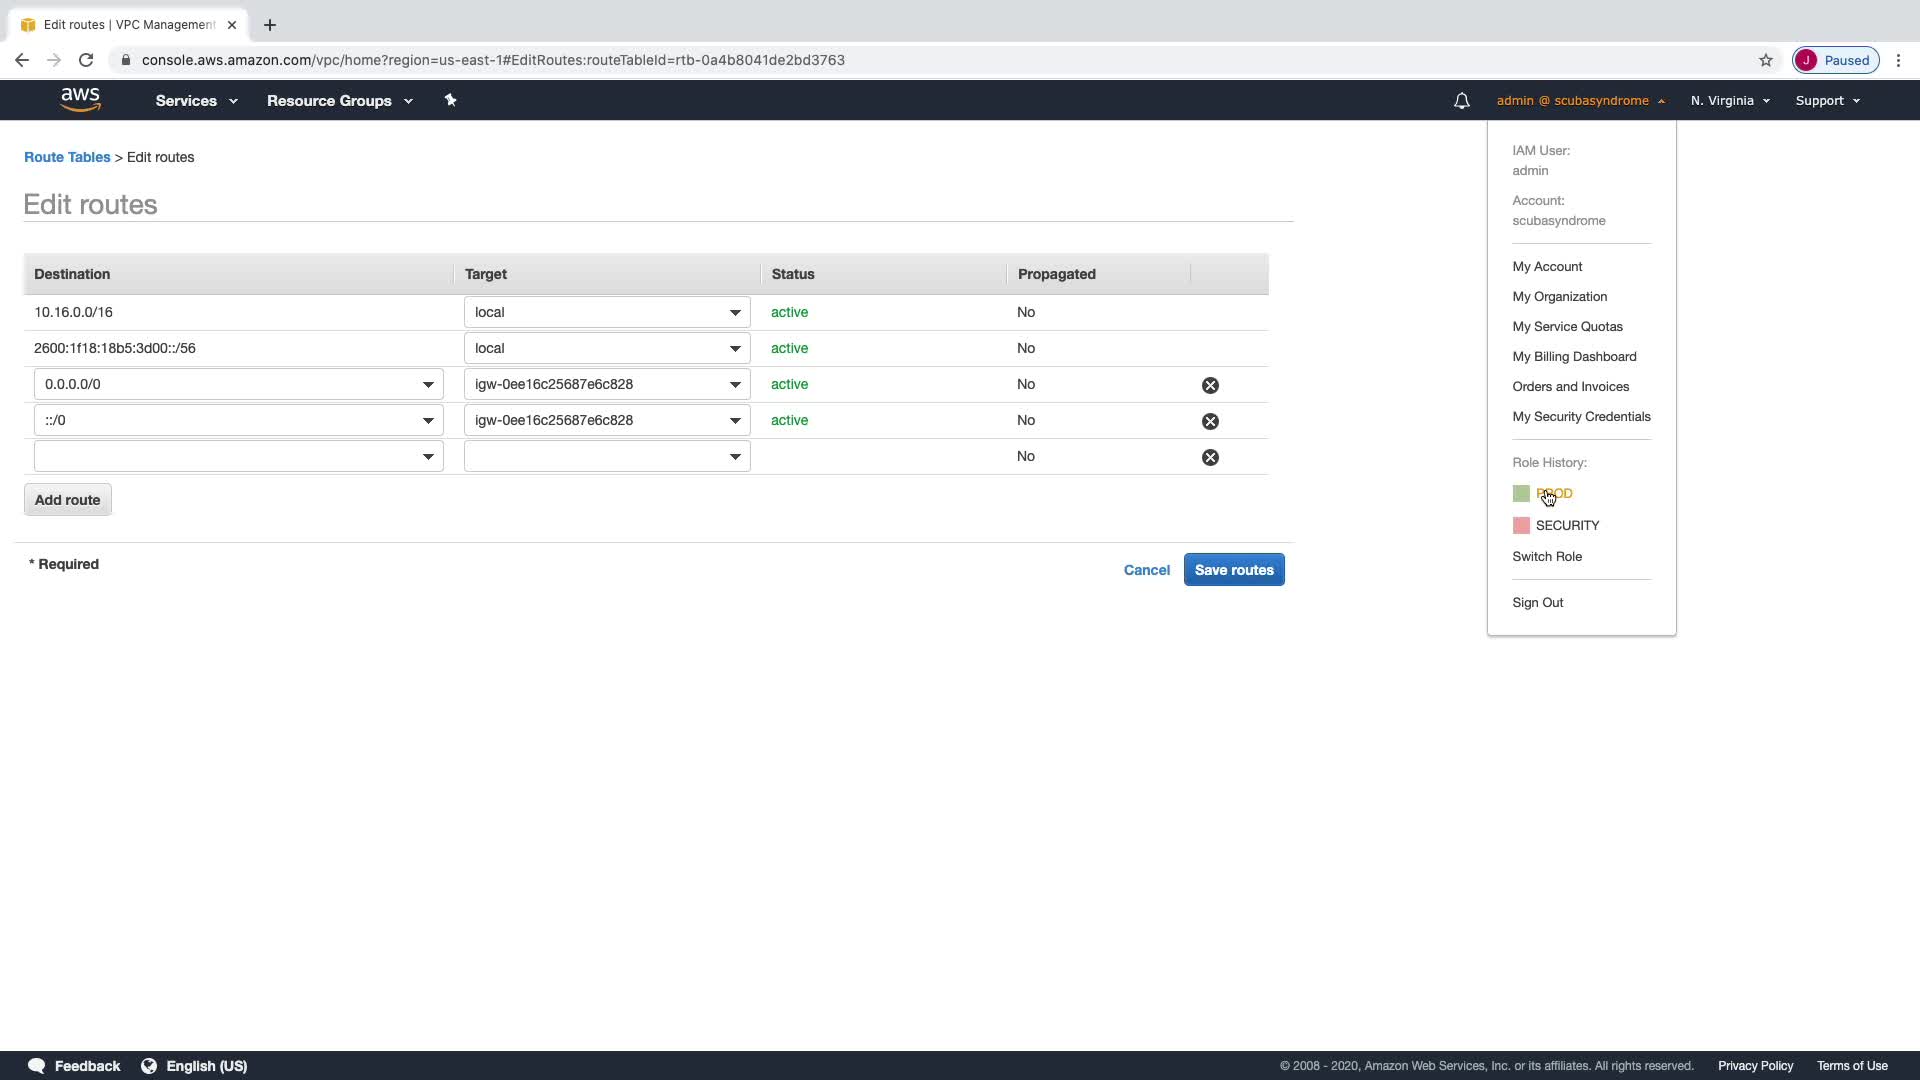 Edit routes | VPC Management
console.aws.amazon.com/vpc/home?region=us-east-1#EditRoutes:routeTableId=rtb-0a4b8041de2bd3763
J Paused
aws Services Resource Groups admin @ scubasyndrome N. Virginia Support
Route Tables > Edit routes
Edit routes
Destination Target Status Propagated
10.16.0.0/16 local active No
2600:1f18:18b5:3d00::/56 local active No
0.0.0.0/0 igw-0ee16c25687e6c828 active No
::/0 igw-0ee16c25687e6c828 active No
No
Add route
* Required
Cancel Save routes
IAM User:
admin
Account:
scubasyndrome
My Account
My Organization
My Service Quotas
My Billing Dashboard
Orders and Invoices
My Security Credentials
Role History:
PROD
SECURITY
Switch Role
Sign Out
Feedback English (US) © 2008 - 2020, Amazon Web Services, Inc. or its affiliates. All rights reserved. Privacy Policy Terms of Use